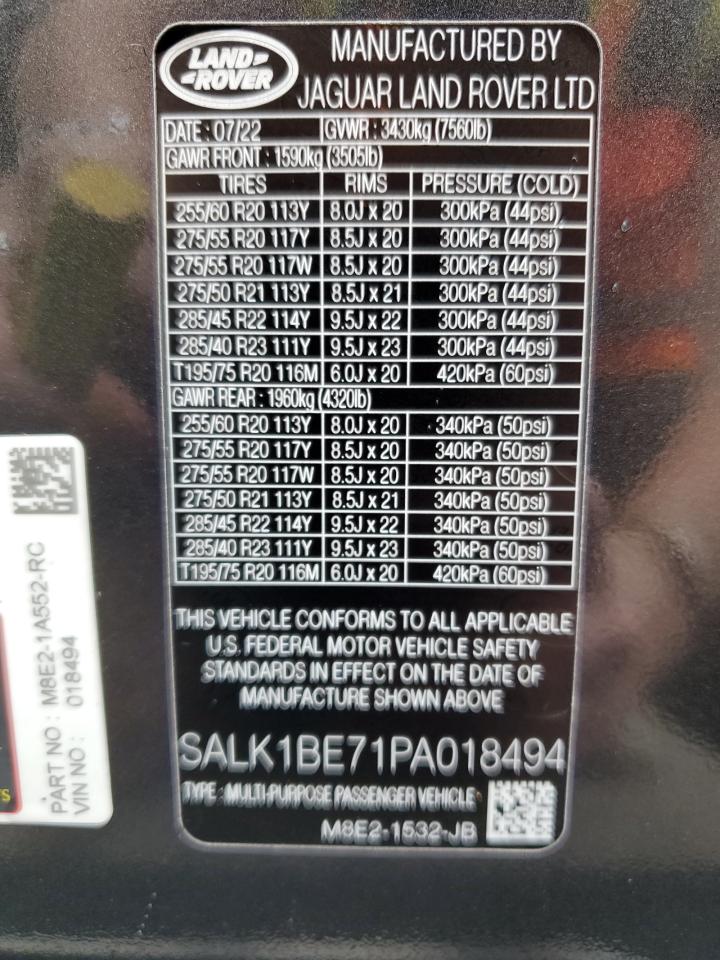 LAND
ROVER
MANUFACTURED BY
JAGUAR LAND ROVER LTD
DATE : 07/22 GVWR : 3430kg (7560lb)
GAWR FRONT : 1590kg (3505lb)
TIRES RIMS PRESSURE (COLD)
255/60 R20 113Y 8.0J x 20 300kPa (44psi)
275/55 R20 117Y 8.5J x 20 300kPa (44psi)
275/55 R20 117W 8.5J x 20 300kPa (44psi)
275/50 R21 113Y 8.5J x 21 300kPa (44psi)
285/45 R22 114Y 9.5J x 22 300kPa (44psi)
285/40 R23 111Y 9.5J x 23 300kPa (44psi)
T195/75 R20 116M 6.0J x 20 420kPa (60psi)
GAWR REAR : 1960kg (4320lb)
255/60 R20 113Y 8.0J x 20 340kPa (50psi)
275/55 R20 117Y 8.5J x 20 340kPa (50psi)
275/55 R20 117W 8.5J x 20 340kPa (50psi)
275/50 R21 113Y 8.5J x 21 340kPa (50psi)
285/45 R22 114Y 9.5J x 22 340kPa (50psi)
285/40 R23 111Y 9.5J x 23 340kPa (50psi)
T195/75 R20 116M 6.0J x 20 420kPa (60psi)
THIS VEHICLE CONFORMS TO ALL APPLICABLE
U.S. FEDERAL MOTOR VEHICLE SAFETY
STANDARDS IN EFFECT ON THE DATE OF
MANUFACTURE SHOWN ABOVE
SALK1BE71PA018494
TYPE : MULTI-PURPOSE PASSENGER VEHICLE
M8E2-1532-JB
PART NO : M8E2-1A552-RC
VIN NO : 018494